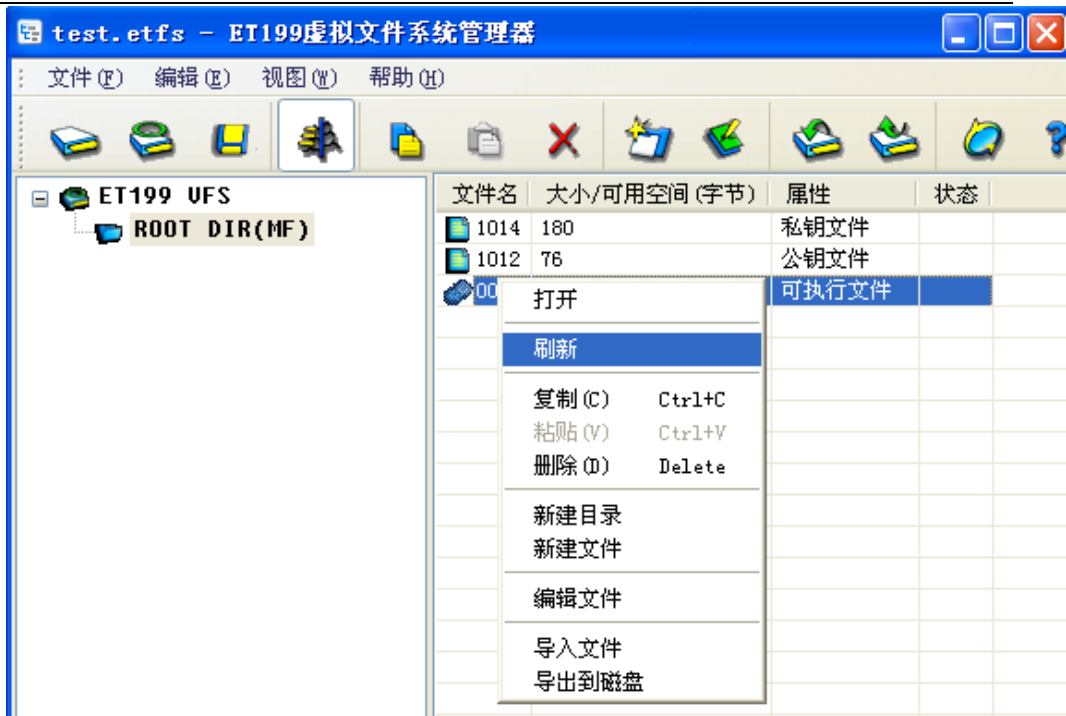 test.etfs - ET199虚拟文件系统管理器
文件(F) 编辑(E) 视图(W) 帮助(H)
ET199 VFS
ROOT DIR(MF)
文件名 大小/可用空间(字节) 属性 状态
1014 180 私钥文件
1012 76 公钥文件
00 可执行文件
打开
刷新
复制(C) Ctrl+C
粘贴(V) Ctrl+V
删除(D) Delete
新建目录
新建文件
编辑文件
导入文件
导出到磁盘